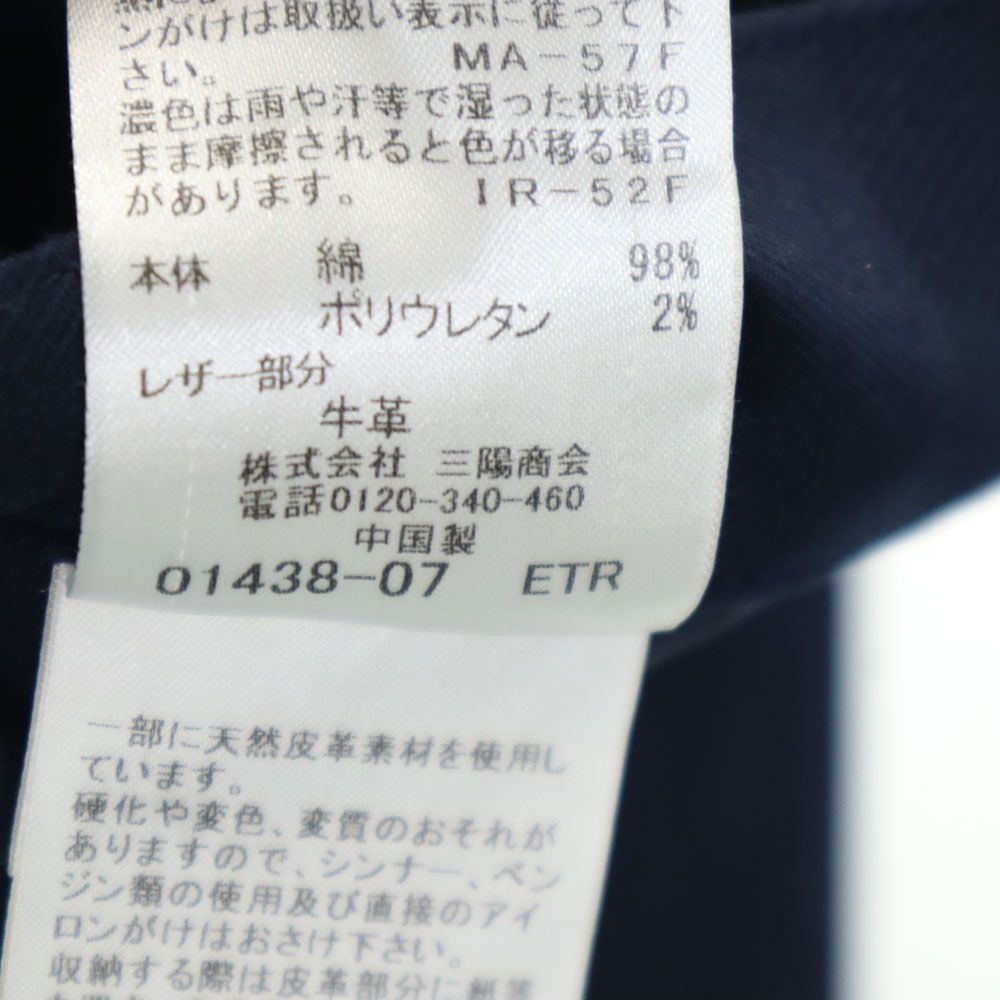 ンがけは取扱い表示に従って下
さい。 MA-57F
濃色は雨や汗等で湿った状態の
まま摩擦されると色が移る場合
があります。 IR-52F
本体 綿 98%
ポリウレタン 2%
レザー部分
牛革
株式会社 三陽商会
電話0120-340-460
中国製
01438-07 ETR
一部に天然皮革素材を使用し
ています。
硬化や変色、変質のおそれが
ありますので、シンナー、ベン
ジン類の使用及び直接のアイ
ロンがけはおさけ下さい。
収納する際は皮革部分に紙等